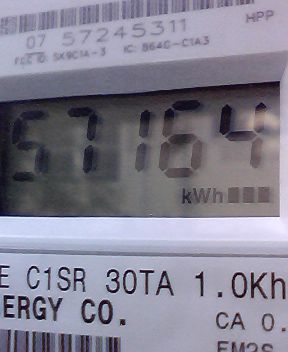 07 57245311
HPP
FCC ID: SK9C1A-3 IC: 864G-C1A3
57164
kWh
E C1SR 30TA 1.0Kh
ERGY CO.
CA 0.
FM2S